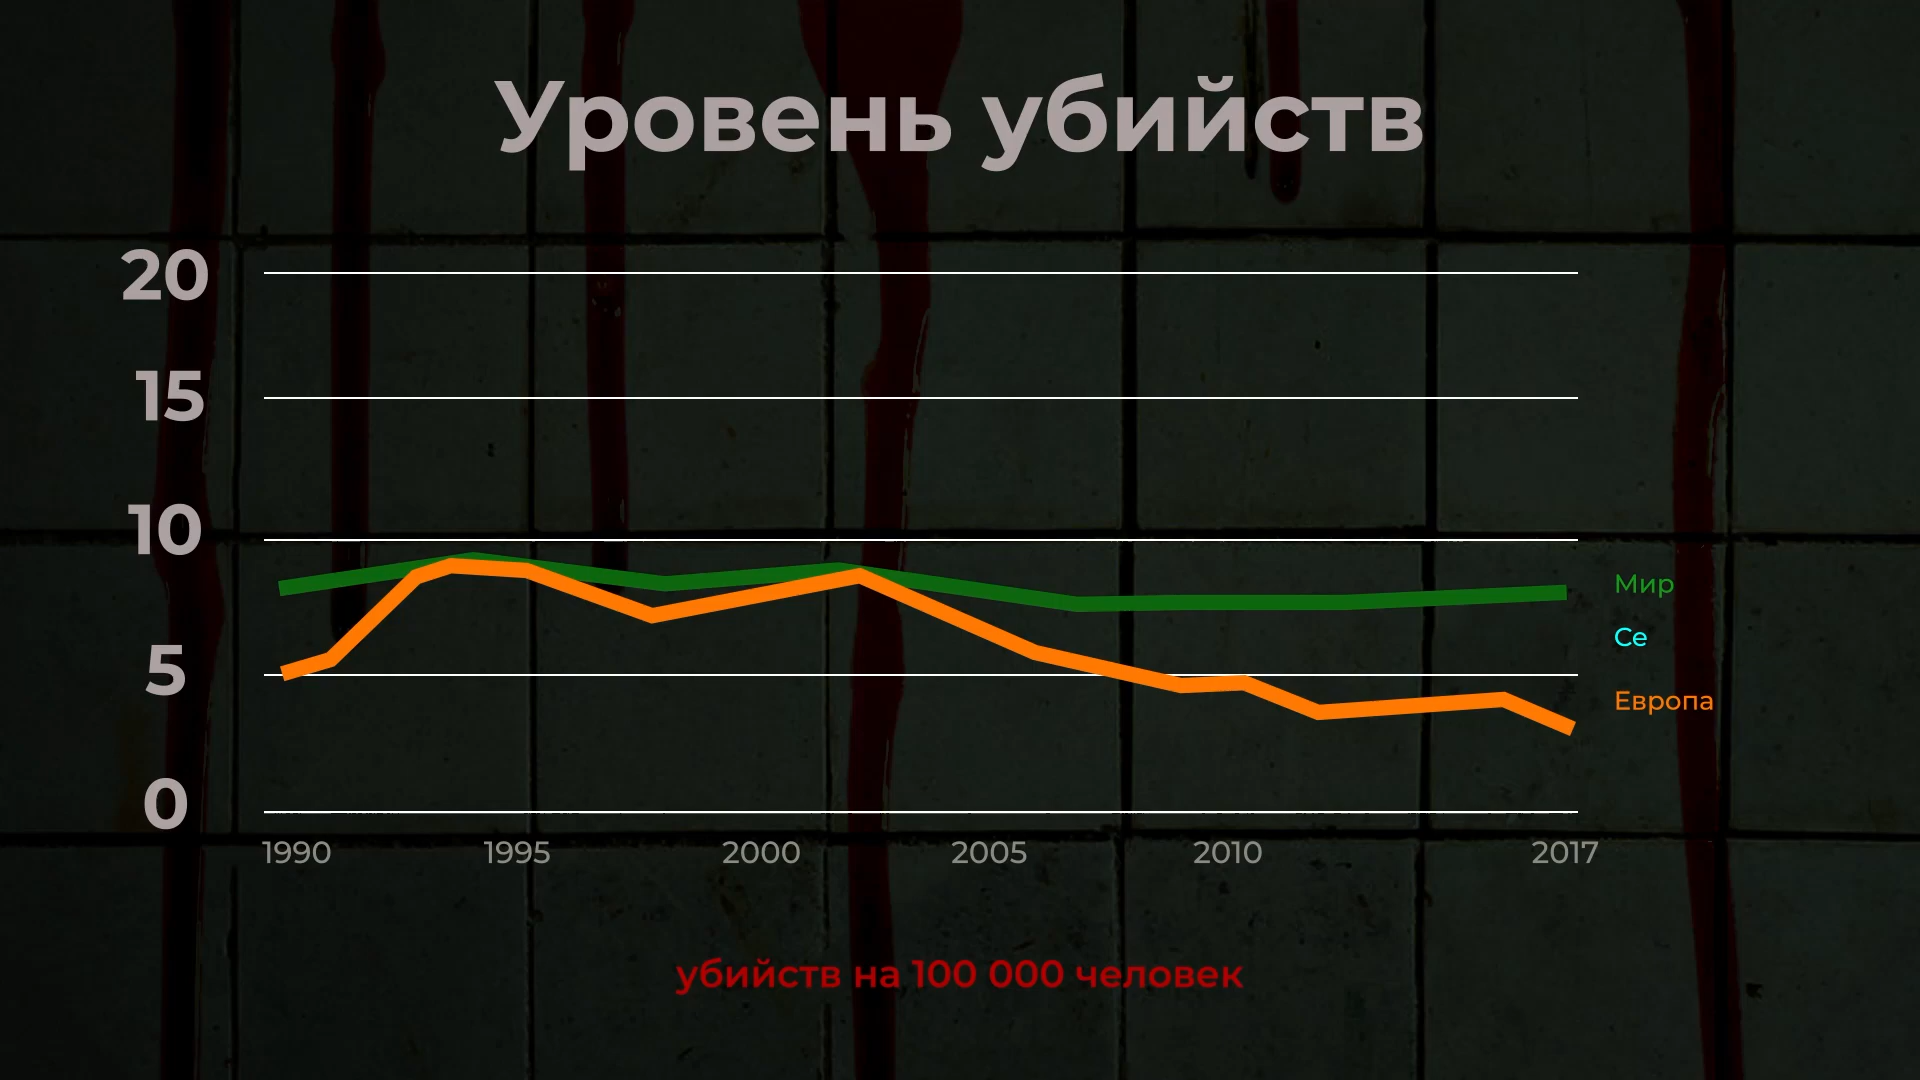 Уровень убийств
20
15
10
5
0
Мир
Се
Европа
1990 1995 2000 2005 2010 2017
убийств на 100 000 человек